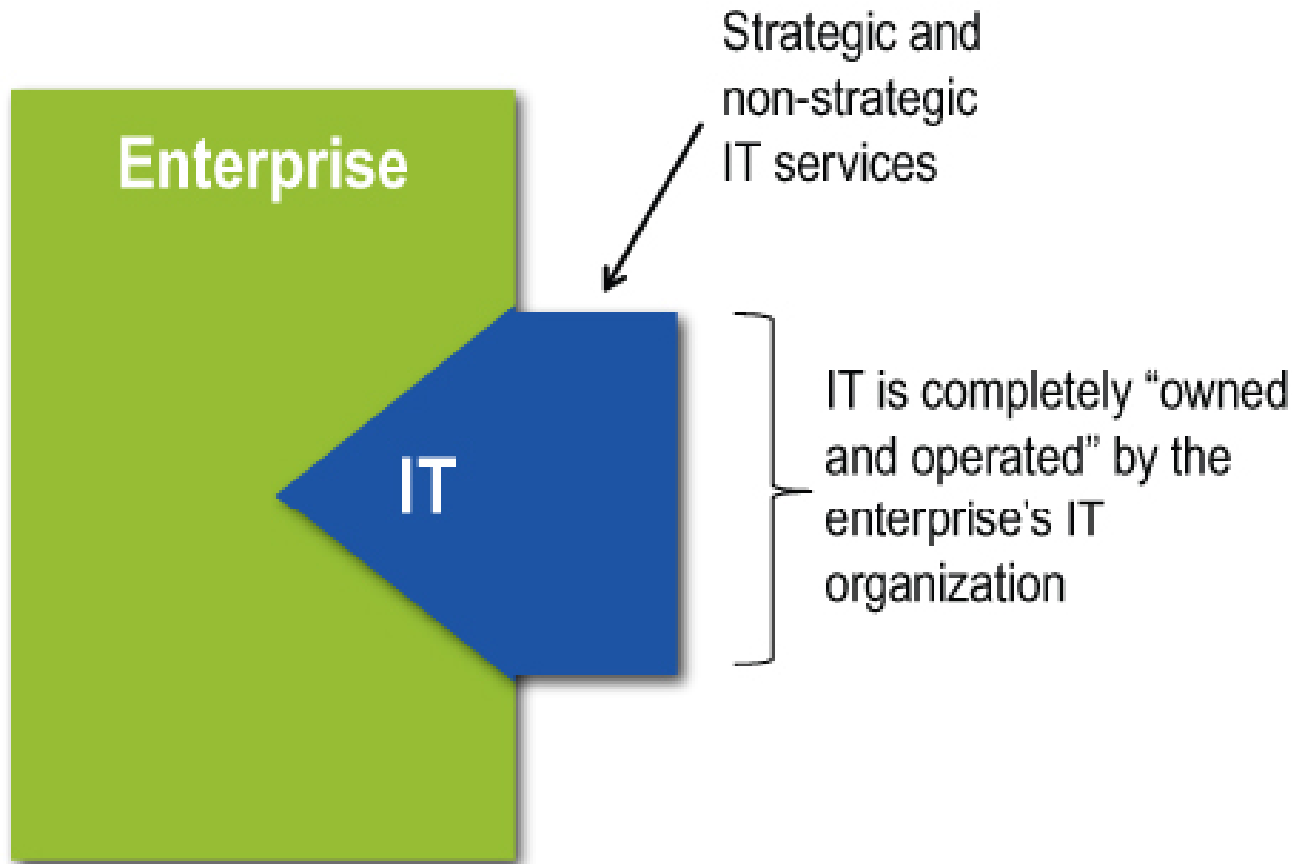 Strategic and
non-strategic
IT services
Enterprise
IT
IT is completely “owned
and operated” by the
enterprise's IT
organization